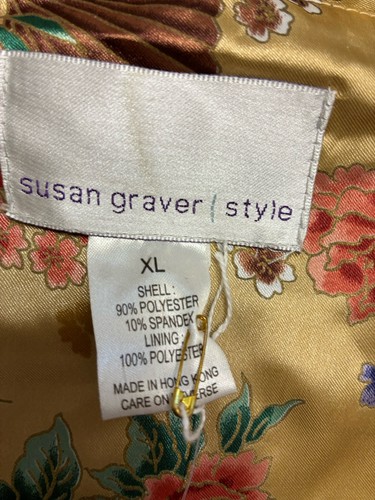 susan graver / style
XL
SHELL :
90% POLYESTER
10% SPANDEX
LINING :
100% POLYESTER
MADE IN HONG KONG
CARE ON REVERSE